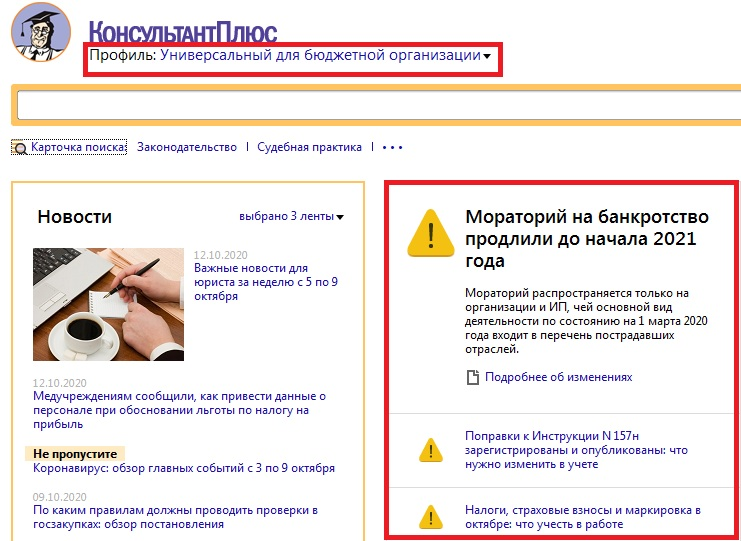 КонсультантПлюс
Профиль: Универсальный для бюджетной организации
Карточка поиска
Законодательство
Судебная практика
Новости
выбрано 3 ленты
12.10.2020
Важные новости для
юриста за неделю с 5 по 9
октября
12.10.2020
Медучреждениям сообщили, как привести данные о
персонале при обосновании льготы по налогу на
прибыль
Не пропустите
Коронавирус: обзор главных событий с 3 по 9 октября
09.10.2020
По каким правилам должны проводить проверки в
госзакупках: обзор постановления
Мораторий на банкротство
продлили до начала 2021
года
Мораторий распространяется только на
организации и ИП, чей основной вид
деятельности по состоянию на 1 марта 2020
года входит в перечень пострадавших
отраслей.
Подробнее об изменениях
Поправки к Инструкции N 157н
зарегистрированы и опубликованы: что
нужно изменить в учете
Налоги, страховые взносы и маркировка в
октябре: что учесть в работе